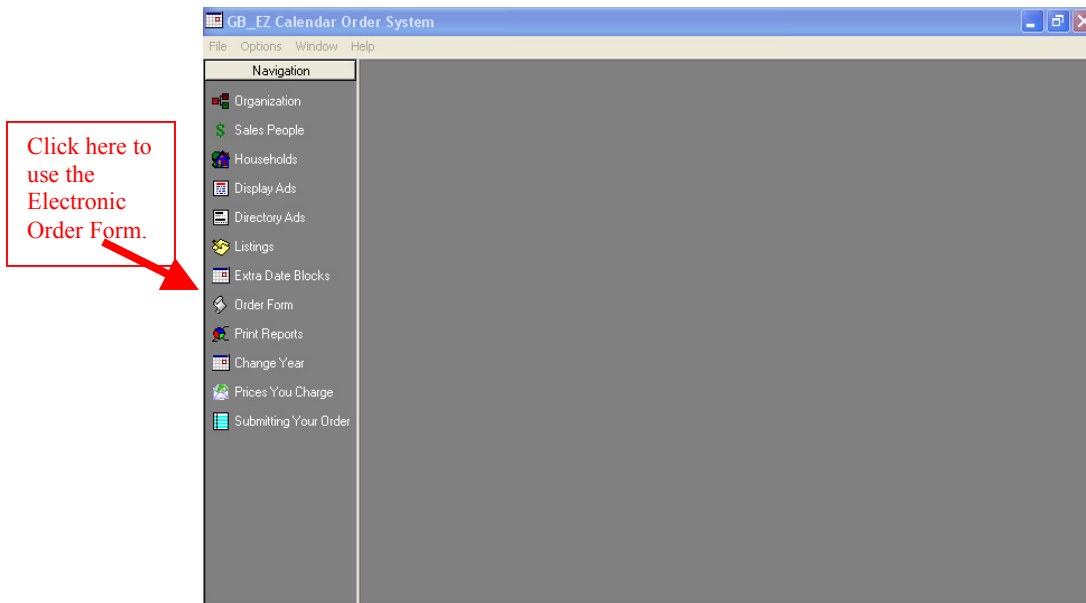 GB_EZ Calendar Order System
File Options Window Help
Navigation
Organization
Sales People
Households
Display Ads
Directory Ads
Listings
Extra Date Blocks
Order Form
Print Reports
Change Year
Prices You Charge
Submitting Your Order
Click here to
use the
Electronic
Order Form.